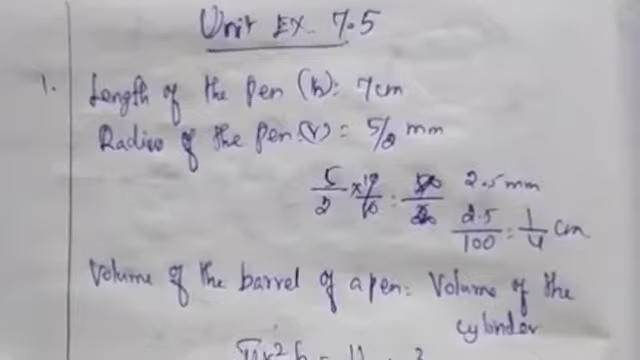 Unit Ex. 7.5
1. Length of the pen (h): 7cm
Radius of the pen (r) = 5/2 mm
5/2 × 10/10 = 50/20 2.5 mm
2.5/100 = 1/4 cm
Volume of the barrel of a pen: Volume of the
cylinder
πr²h =